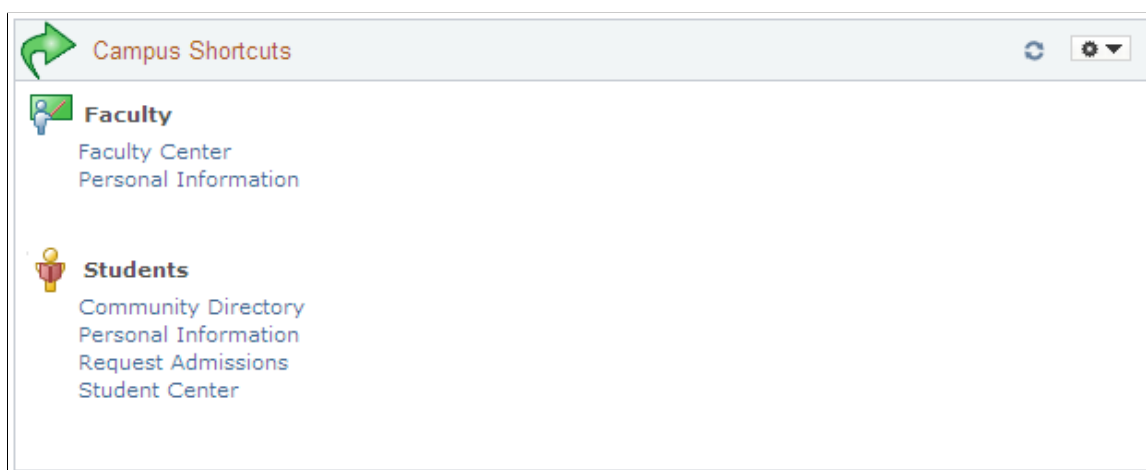 Campus Shortcuts
Faculty
Faculty Center
Personal Information
Students
Community Directory
Personal Information
Request Admissions
Student Center